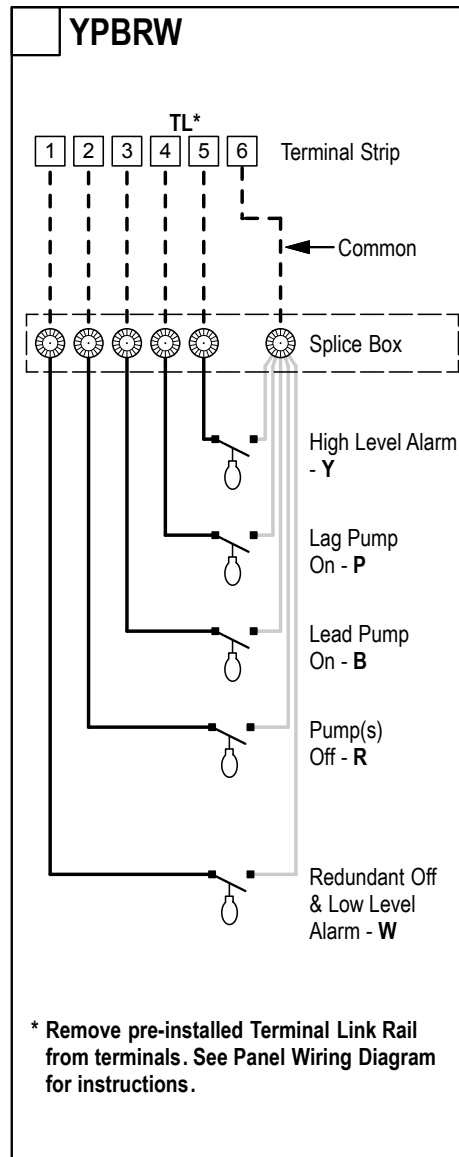 YPBRW
TL*
1 2 3 4 5 6
Terminal Strip
Common
Splice Box
High Level Alarm
- Y
Lag Pump
On - P
Lead Pump
On - B
Pump(s)
Off - R
Redundant Off
& Low Level
Alarm - W
* Remove pre-installed Terminal Link Rail
from terminals. See Panel Wiring Diagram
for instructions.